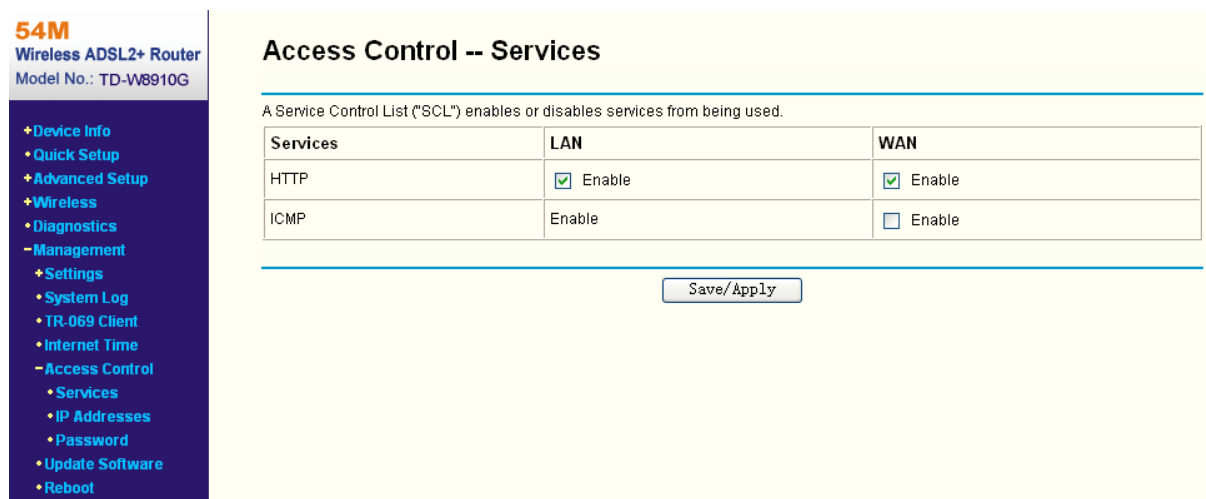 54M
Wireless ADSL2+ Router
Model No.: TD-W8910G
+Device Info
•Quick Setup
+Advanced Setup
+Wireless
•Diagnostics
-Management
+Settings
•System Log
•TR-069 Client
•Internet Time
-Access Control
•Services
•IP Addresses
•Password
•Update Software
•Reboot
Access Control -- Services
A Service Control List ("SCL") enables or disables services from being used.
Services LAN WAN
HTTP Enable Enable
ICMP Enable Enable
Save/Apply